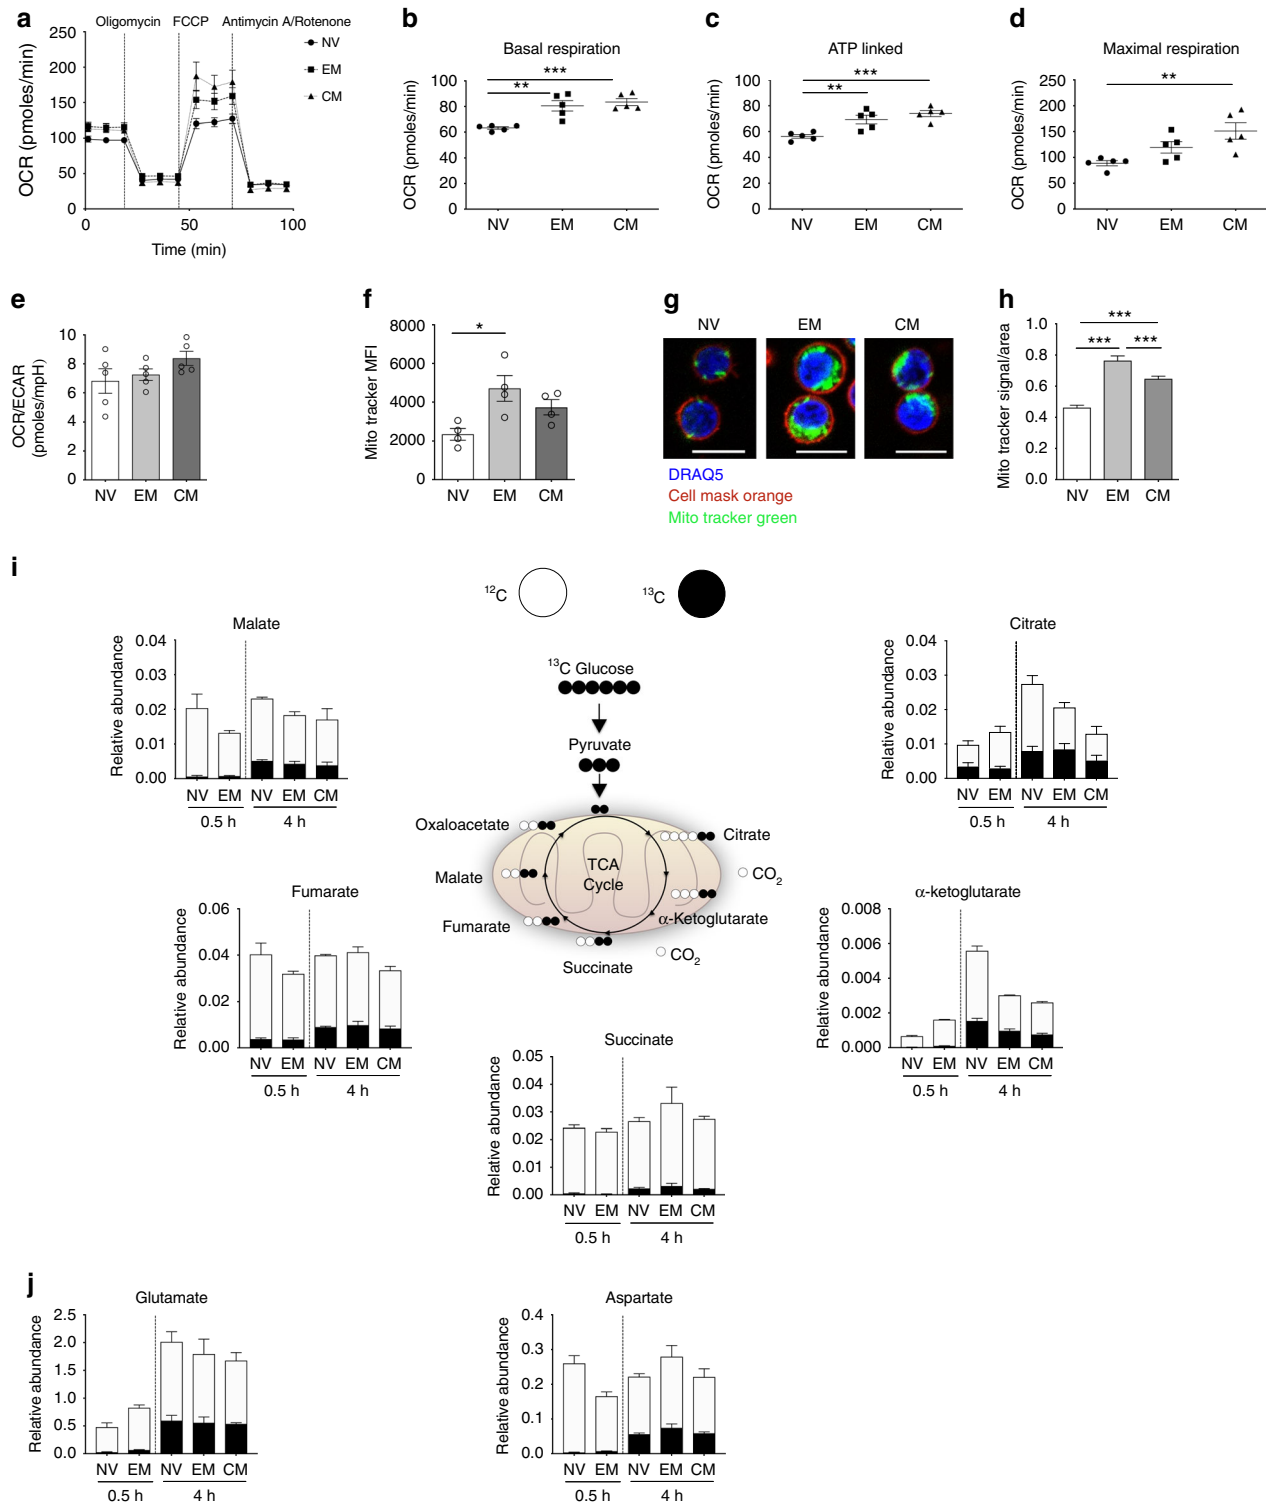 a
Oligomycin FCCP Antimycin A/Rotenone
OCR (pmoles/min)
250
200
150
100
50
0
0 50 100
Time (min)
NV
EM
CM
b
Basal respiration
***
**
OCR (pmoles/min)
100
80
60
40
20
0
NV EM CM
c
ATP linked
***
**
OCR (pmoles/min)
100
80
60
40
20
0
NV EM CM
d
Maximal respiration
**
OCR (pmoles/min)
250
200
150
100
50
0
NV EM CM
e
OCR/ECAR
(pmoles/mpH)
10
8
6
4
2
0
NV EM CM
f
*
Mito tracker MFI
8000
6000
4000
2000
0
NV EM CM
g
NV EM CM
DRAQ5
Cell mask orange
Mito tracker green
h
***
*** ***
Mito tracker signal/area
1.0
0.8
0.6
0.4
0.2
0.0
NV EM CM
i
12C
13C
13C Glucose
Pyruvate
Oxaloacetate
Citrate
CO2
Malate
TCA
Cycle
α-Ketoglutarate
Fumarate
CO2
Succinate
Malate
Relative abundance
0.04
0.03
0.02
0.01
0.00
NV EM NV EM CM
0.5 h 4 h
Citrate
Relative abundance
0.04
0.03
0.02
0.01
0.00
NV EM NV EM CM
0.5 h 4 h
Fumarate
Relative abundance
0.06
0.04
0.02
0.00
NV EM NV EM CM
0.5 h 4 h
α-ketoglutarate
Relative abundance
0.008
0.006
0.004
0.002
0.000
NV EM NV EM CM
0.5 h 4 h
Succinate
Relative abundance
0.05
0.04
0.03
0.02
0.01
0.00
NV EM NV EM CM
0.5 h 4 h
j
Glutamate
Relative abundance
2.5
2.0
1.5
1.0
0.5
0.0
NV EM NV EM CM
0.5 h 4 h
Aspartate
Relative abundance
0.4
0.3
0.2
0.1
0.0
NV EM NV EM CM
0.5 h 4 h